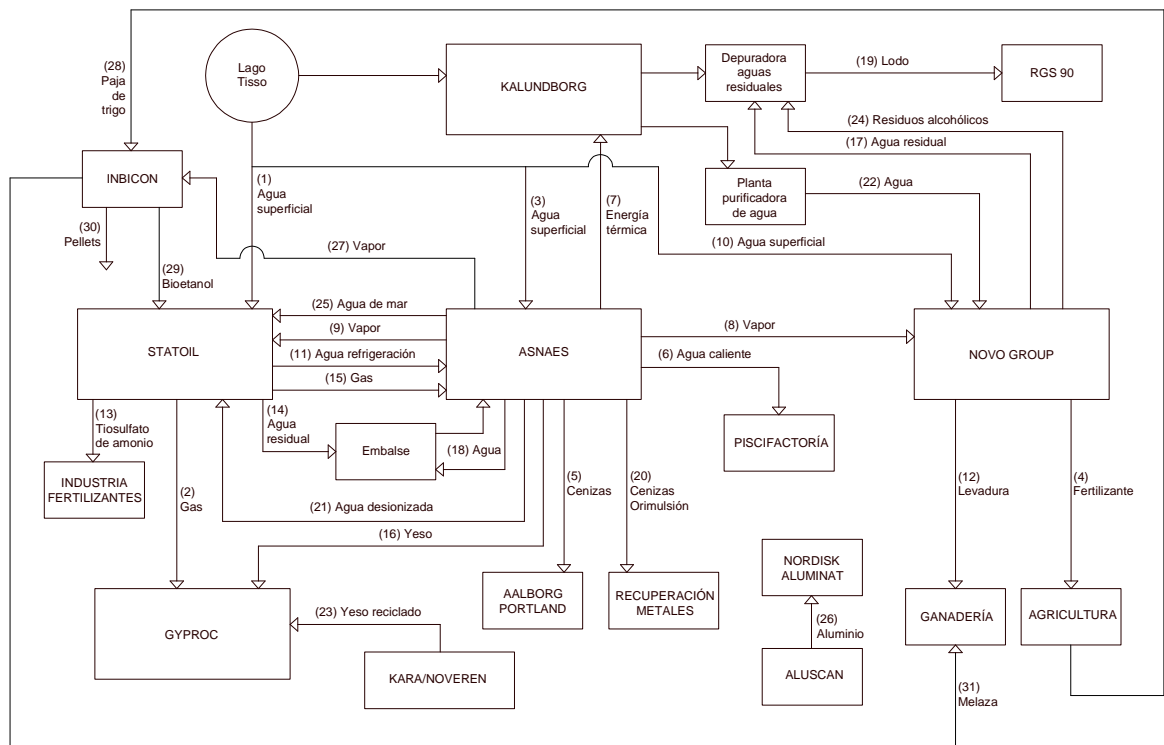 (28)
Paja
de
trigo
Lago
Tisso
KALUNDBORG
Depuradora
aguas
residuales
(19) Lodo
RGS 90
(24) Residuos alcohólicos
(17) Agua residual
INBICON
(1)
Agua
superficial
(3)
Agua
superficial
(7)
Energía
térmica
Planta
purificadora
de agua
(22) Agua
(30)
Pellets
(27) Vapor
(10) Agua superficial
(29)
Bioetanol
(25) Agua de mar
(9) Vapor
(8) Vapor
STATOIL
ASNAES
NOVO GROUP
(11) Agua refrigeración
(6) Agua caliente
(15) Gas
(13)
Tiosulfato
de amonio
(14)
Agua
residual
Embalse
(18) Agua
PISCIFACTORÍA
INDUSTRIA
FERTILIZANTES
(2)
Gas
(21) Agua desionizada
(5)
Cenizas
(20)
Cenizas
Orimulsión
(12)
Levadura
(4)
Fertilizante
(16) Yeso
NORDISK
ALUMINAT
AALBORG
PORTLAND
RECUPERACIÓN
METALES
GANADERÍA
AGRICULTURA
(23) Yeso reciclado
GYPROC
(26)
Aluminio
KARA/NOVEREN
ALUSCAN
(31)
Melaza